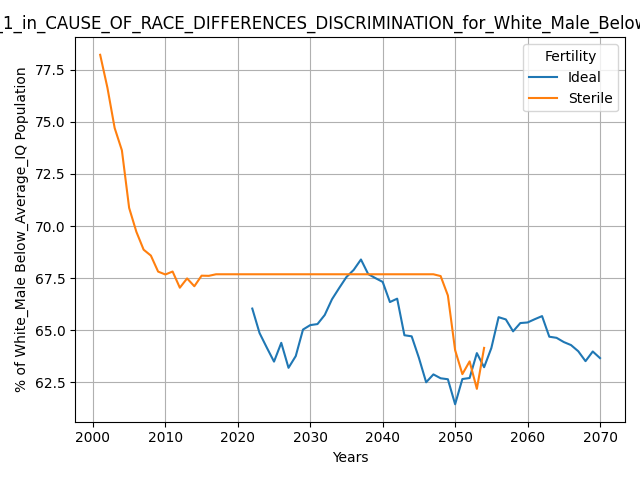 _1_in_CAUSE_OF_RACE_DIFFERENCES_DISCRIMINATION_for_White_Male_Below
% of White_Male Below_Average_IQ Population
77.5
75.0
72.5
70.0
67.5
65.0
62.5
Fertility
Ideal
Sterile
2000 2010 2020 2030 2040 2050 2060 2070
Years